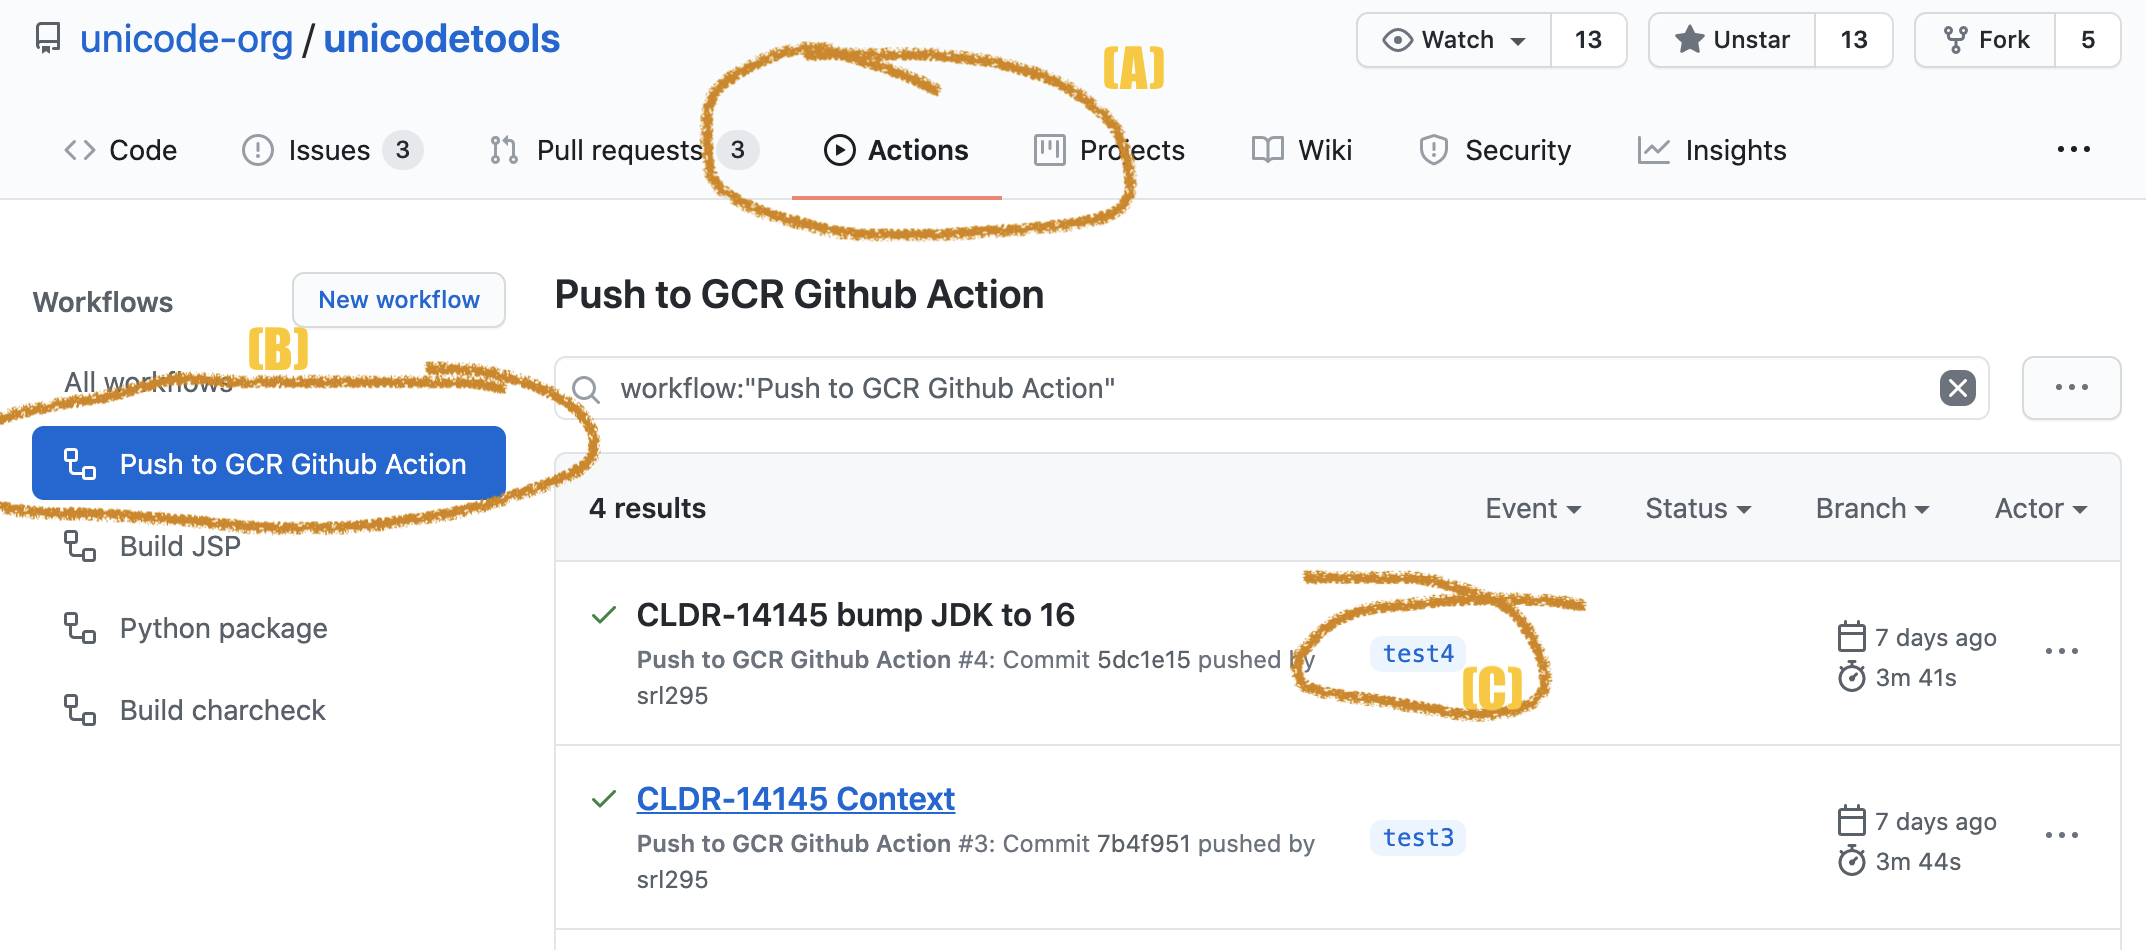 unicode-org / unicodetools
Watch 13
Unstar 13
Fork 5
(A)
Code
Issues 3
Pull requests 3
Actions
Projects
Wiki
Security
Insights
Workflows
New workflow
(B)
All workflows
Push to GCR Github Action
Build JSP
Python package
Build charcheck
Push to GCR Github Action
workflow:"Push to GCR Github Action"
4 results
Event
Status
Branch
Actor
CLDR-14145 bump JDK to 16
Push to GCR Github Action #4: Commit 5dc1e15 pushed by
srl295
test4
(C)
7 days ago
3m 41s
CLDR-14145 Context
Push to GCR Github Action #3: Commit 7b4f951 pushed by
srl295
test3
7 days ago
3m 44s